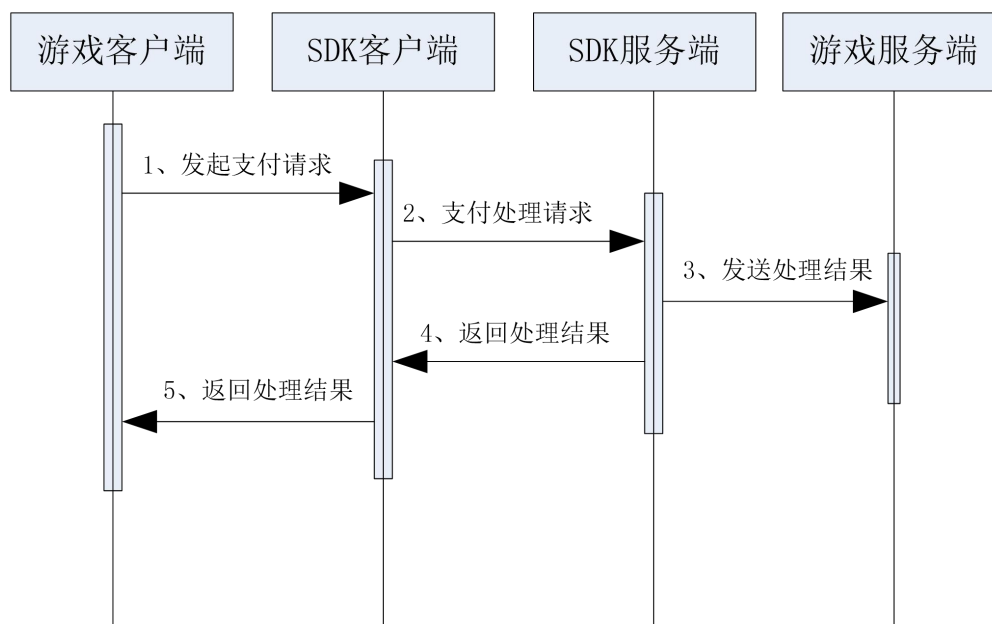 游戏客户端
SDK客户端
SDK服务端
游戏服务端
1、发起支付请求
2、支付处理请求
3、发送处理结果
4、返回处理结果
5、返回处理结果